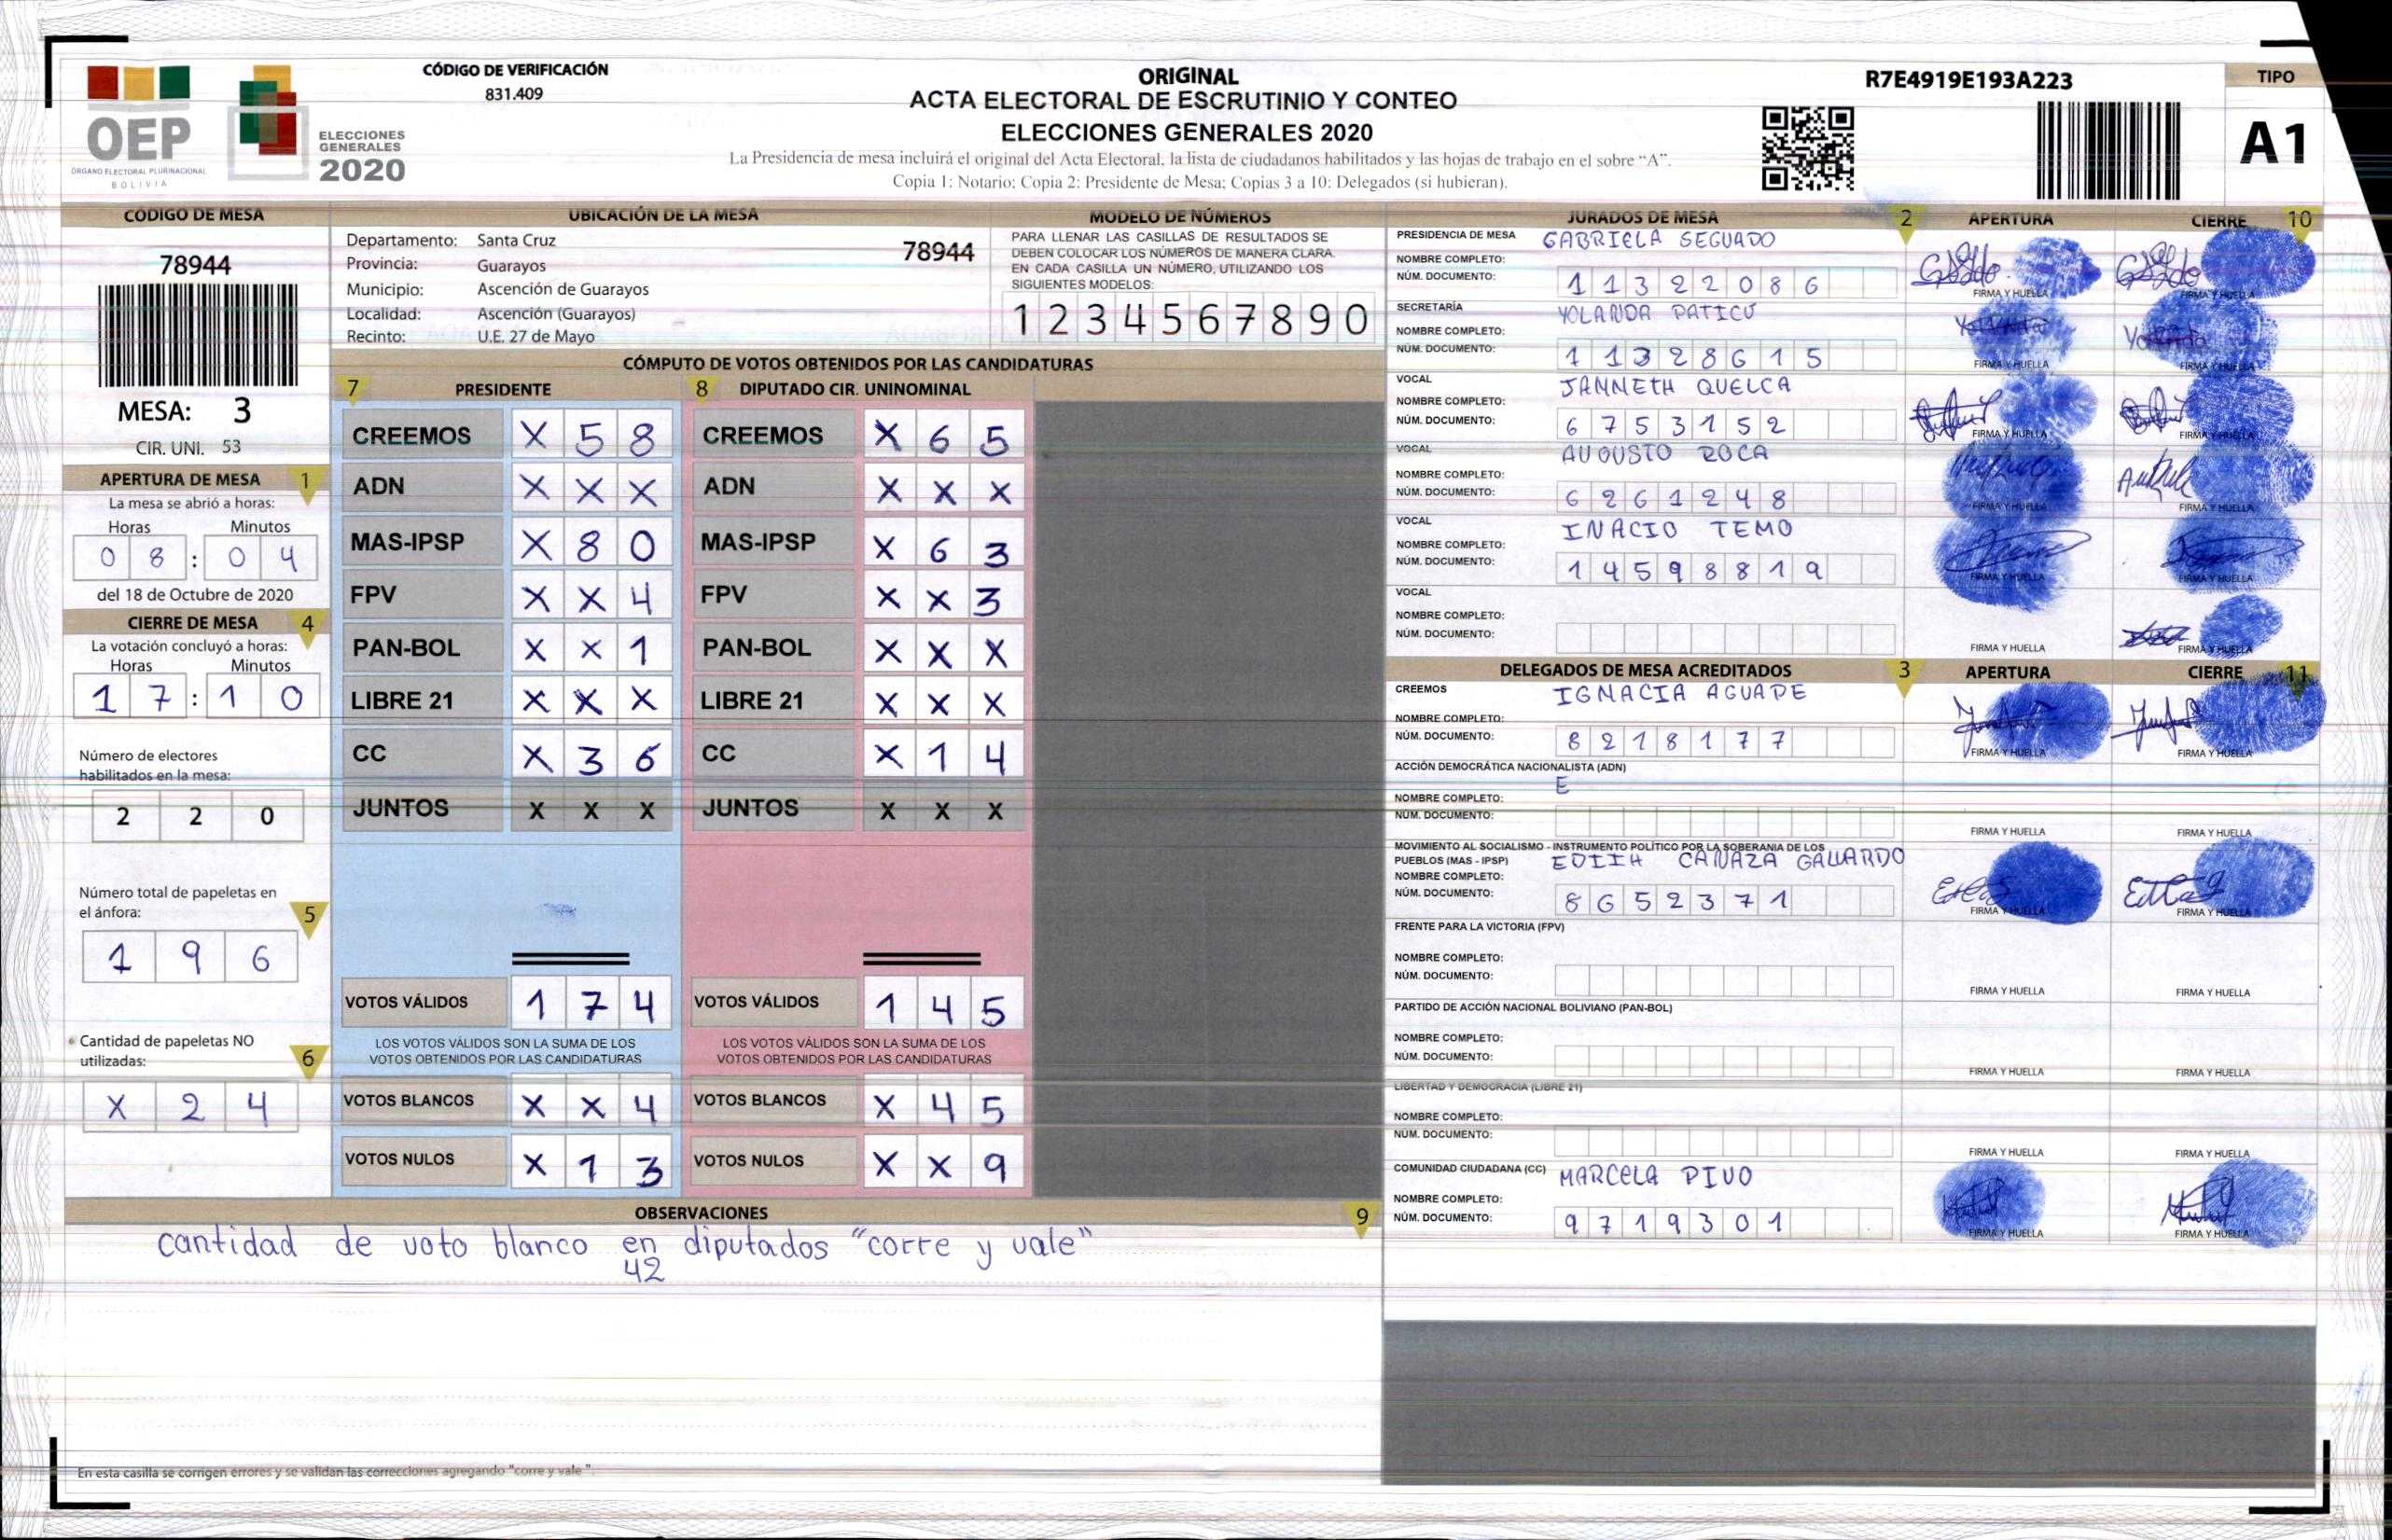 CÓDIGO DE VERIFICACIÓN
831.409
OEP
ÓRGANO ELECTORAL PLURINACIONAL
BOLIVIA
ELECCIONES
GENERALES
2020
ORIGINAL
ACTA ELECTORAL DE ESCRUTINIO Y CONTEO
ELECCIONES GENERALES 2020
La Presidencia de mesa incluirá el original del Acta Electoral, la lista de ciudadanos habilitados y las hojas de trabajo en el sobre "A".
Copia 1: Notario; Copia 2: Presidente de Mesa; Copias 3 a 10: Delegados (si hubieran).
R7E4919E193A223
TIPO
A1
CÓDIGO DE MESA
78944
MESA: 3
CIR. UNI. 53
APERTURA DE MESA 1
La mesa se abrió a horas:
Horas Minutos
0 8 : 0 4
del 18 de Octubre de 2020
CIERRE DE MESA 4
La votación concluyó a horas:
Horas Minutos
1 7 : 1 0
Número de electores
habilitados en la mesa:
2 2 0
Número total de papeletas en
el ánfora: 5
1 9 6
Cantidad de papeletas NO
utilizadas: 6
X 2 4
UBICACIÓN DE LA MESA
Departamento: Santa Cruz 78944
Provincia: Guarayos
Municipio: Ascención de Guarayos
Localidad: Ascención (Guarayos)
Recinto: U.E. 27 de Mayo
MODELO DE NÚMEROS
PARA LLENAR LAS CASILLAS DE RESULTADOS SE
DEBEN COLOCAR LOS NÚMEROS DE MANERA CLARA.
EN CADA CASILLA UN NÚMERO, UTILIZANDO LOS
SIGUIENTES MODELOS:
1 2 3 4 5 6 7 8 9 0
CÓMPUTO DE VOTOS OBTENIDOS POR LAS CANDIDATURAS
7 PRESIDENTE 8 DIPUTADO CIR. UNINOMINAL
CREEMOS X 5 8 CREEMOS X 6 5
ADN X X X ADN X X X
MAS-IPSP X 8 0 MAS-IPSP X 6 3
FPV X X 4 FPV X X 3
PAN-BOL X X 1 PAN-BOL X X X
LIBRE 21 X X X LIBRE 21 X X X
CC X 3 6 CC X 1 4
JUNTOS X X X JUNTOS X X X
VOTOS VÁLIDOS 1 7 4 VOTOS VÁLIDOS 1 4 5
LOS VOTOS VÁLIDOS SON LA SUMA DE LOS LOS VOTOS VÁLIDOS SON LA SUMA DE LOS
VOTOS OBTENIDOS POR LAS CANDIDATURAS VOTOS OBTENIDOS POR LAS CANDIDATURAS
VOTOS BLANCOS X X 4 VOTOS BLANCOS X 4 5
VOTOS NULOS X 1 3 VOTOS NULOS X X 9
OBSERVACIONES 9
cantidad de voto blanco en diputados "corre y vale"
42
En esta casilla se corrigen errores y se validan las correcciones agregando "corre y vale".
JURADOS DE MESA 2 APERTURA CIERRE 10
PRESIDENCIA DE MESA GABRIELA SEGUADO
NOMBRE COMPLETO:
NÚM. DOCUMENTO: 1 1 3 2 2 0 8 6
FIRMA Y HUELLA FIRMA Y HUELLA
SECRETARÍA YOLANDA PATICÚ
NOMBRE COMPLETO:
NÚM. DOCUMENTO: 1 1 3 2 8 6 1 5
FIRMA Y HUELLA FIRMA Y HUELLA
VOCAL JANNETH QUELCA
NOMBRE COMPLETO:
NÚM. DOCUMENTO: 6 7 5 3 1 5 2
FIRMA Y HUELLA FIRMA Y HUELLA
VOCAL AUGUSTO ROCA
NOMBRE COMPLETO:
NÚM. DOCUMENTO: 6 2 6 1 2 4 8
FIRMA Y HUELLA FIRMA Y HUELLA
VOCAL INACIO TEMO
NOMBRE COMPLETO:
NÚM. DOCUMENTO: 1 4 5 9 8 8 1 9
FIRMA Y HUELLA FIRMA Y HUELLA
VOCAL
NOMBRE COMPLETO:
NÚM. DOCUMENTO:
FIRMA Y HUELLA FIRMA Y HUELLA
DELEGADOS DE MESA ACREDITADOS 3 APERTURA CIERRE 11
CREEMOS IGNACIA AGUAPE
NOMBRE COMPLETO:
NÚM. DOCUMENTO: 8 2 1 8 1 7 7
FIRMA Y HUELLA FIRMA Y HUELLA
ACCIÓN DEMOCRÁTICA NACIONALISTA (ADN)
E
NOMBRE COMPLETO:
NÚM. DOCUMENTO:
FIRMA Y HUELLA FIRMA Y HUELLA
MOVIMIENTO AL SOCIALISMO - INSTRUMENTO POLÍTICO POR LA SOBERANIA DE LOS
PUEBLOS (MAS - IPSP) EDITH CAÑAZA GALLARDO
NOMBRE COMPLETO:
NÚM. DOCUMENTO: 8 6 5 2 3 7 1
FIRMA Y HUELLA FIRMA Y HUELLA
FRENTE PARA LA VICTORIA (FPV)
NOMBRE COMPLETO:
NÚM. DOCUMENTO:
FIRMA Y HUELLA FIRMA Y HUELLA
PARTIDO DE ACCIÓN NACIONAL BOLIVIANO (PAN-BOL)
NOMBRE COMPLETO:
NÚM. DOCUMENTO:
FIRMA Y HUELLA FIRMA Y HUELLA
LIBERTAD Y DEMOCRACIA (LIBRE 21)
NOMBRE COMPLETO:
NÚM. DOCUMENTO:
FIRMA Y HUELLA FIRMA Y HUELLA
COMUNIDAD CIUDADANA (CC) MARCELA PIVO
NOMBRE COMPLETO:
NÚM. DOCUMENTO: 9 7 1 9 3 0 1
FIRMA Y HUELLA FIRMA Y HUELLA